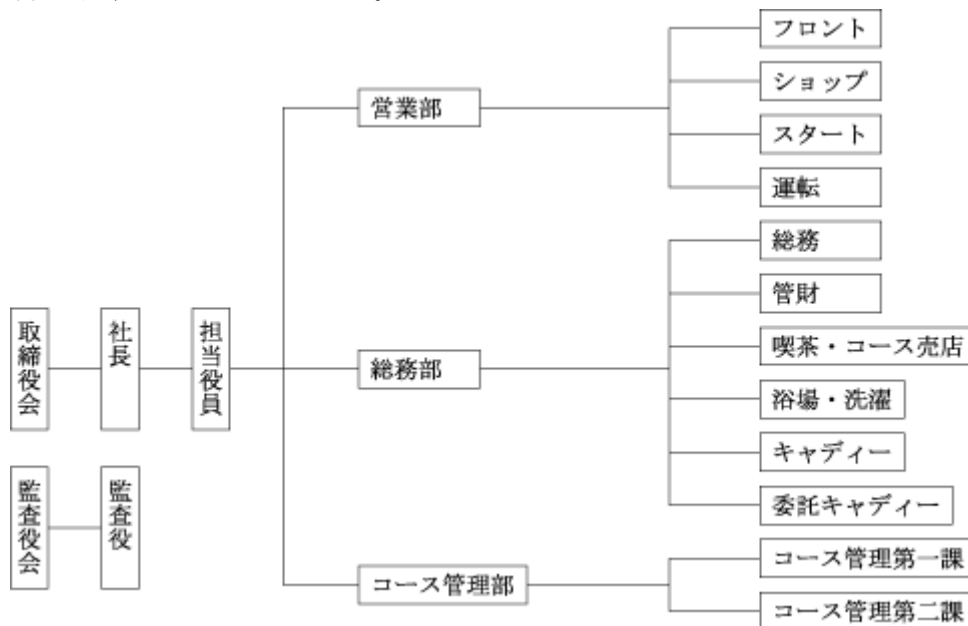 フロント
ショップ
営業部
スタート
運転
総務
管財
取締役会
社長
担当役員
総務部
喫茶・コース売店
浴場・洗濯
キャディー
監査役会
監査役
委託キャディー
コース管理第一課
コース管理部
コース管理第二課